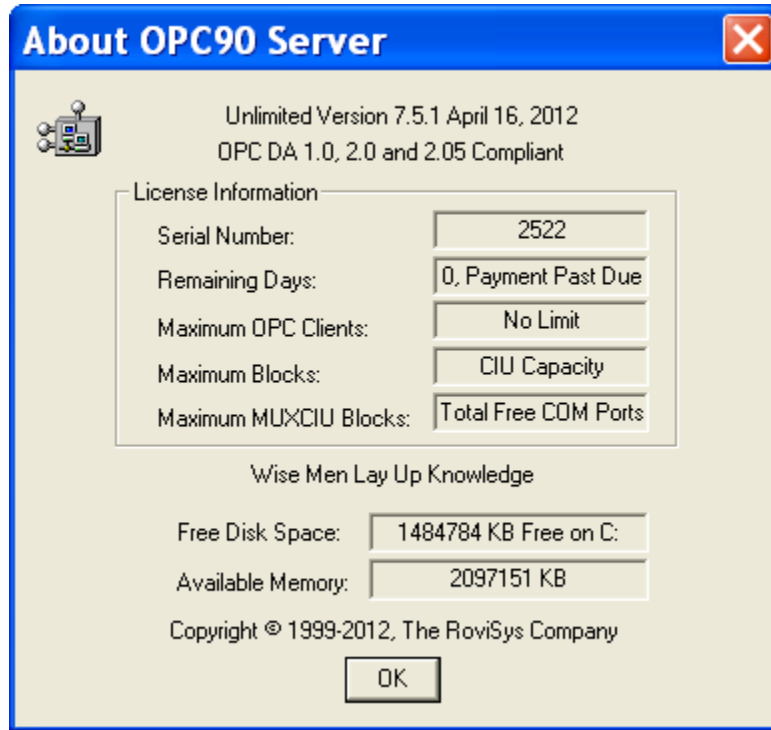 About OPC90 Server
Unlimited Version 7.5.1 April 16, 2012
OPC DA 1.0, 2.0 and 2.05 Compliant
License Information
Serial Number: 2522
Remaining Days: 0, Payment Past Due
Maximum OPC Clients: No Limit
Maximum Blocks: CIU Capacity
Maximum MUXCIU Blocks: Total Free COM Ports
Wise Men Lay Up Knowledge
Free Disk Space: 1484784 KB Free on C:
Available Memory: 2097151 KB
Copyright © 1999-2012, The RoviSys Company
OK